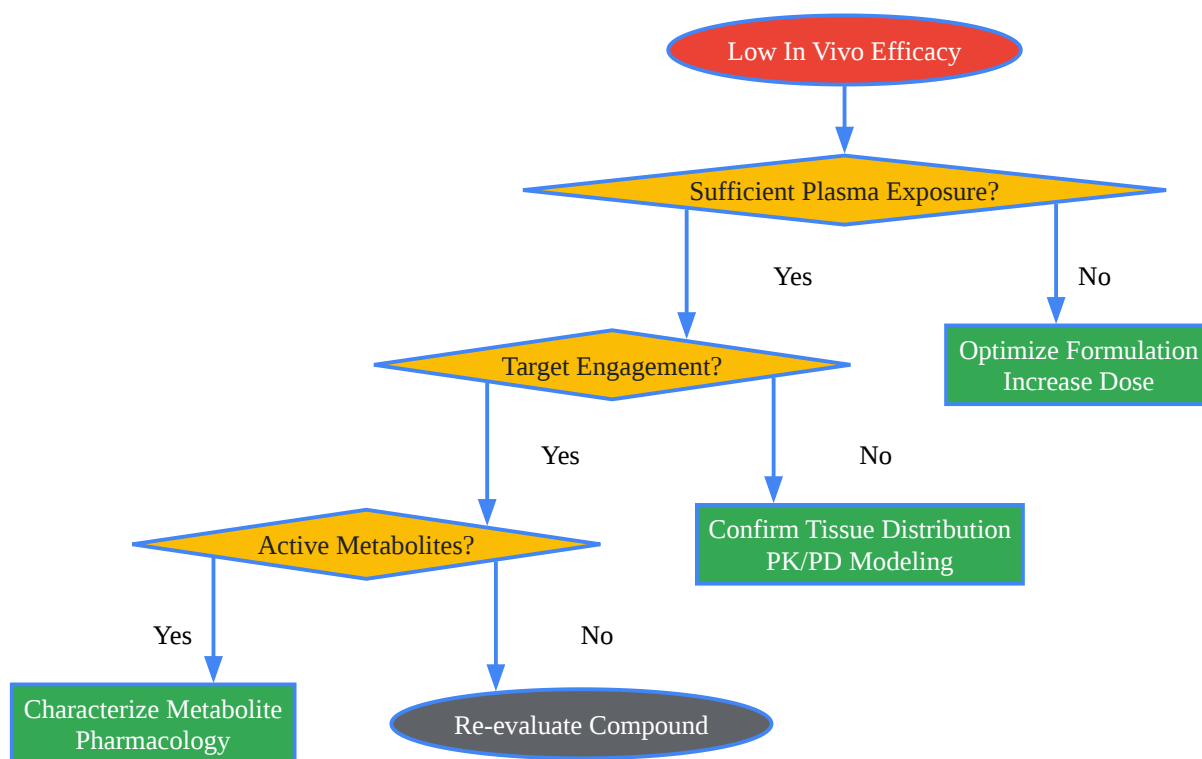 Low In Vivo Efficacy
Sufficient Plasma Exposure?
Yes
No
Optimize Formulation
Increase Dose
Target Engagement?
Yes
No
Confirm Tissue Distribution
PK/PD Modeling
Active Metabolites?
Yes
No
Characterize Metabolite
Pharmacology
Re-evaluate Compound